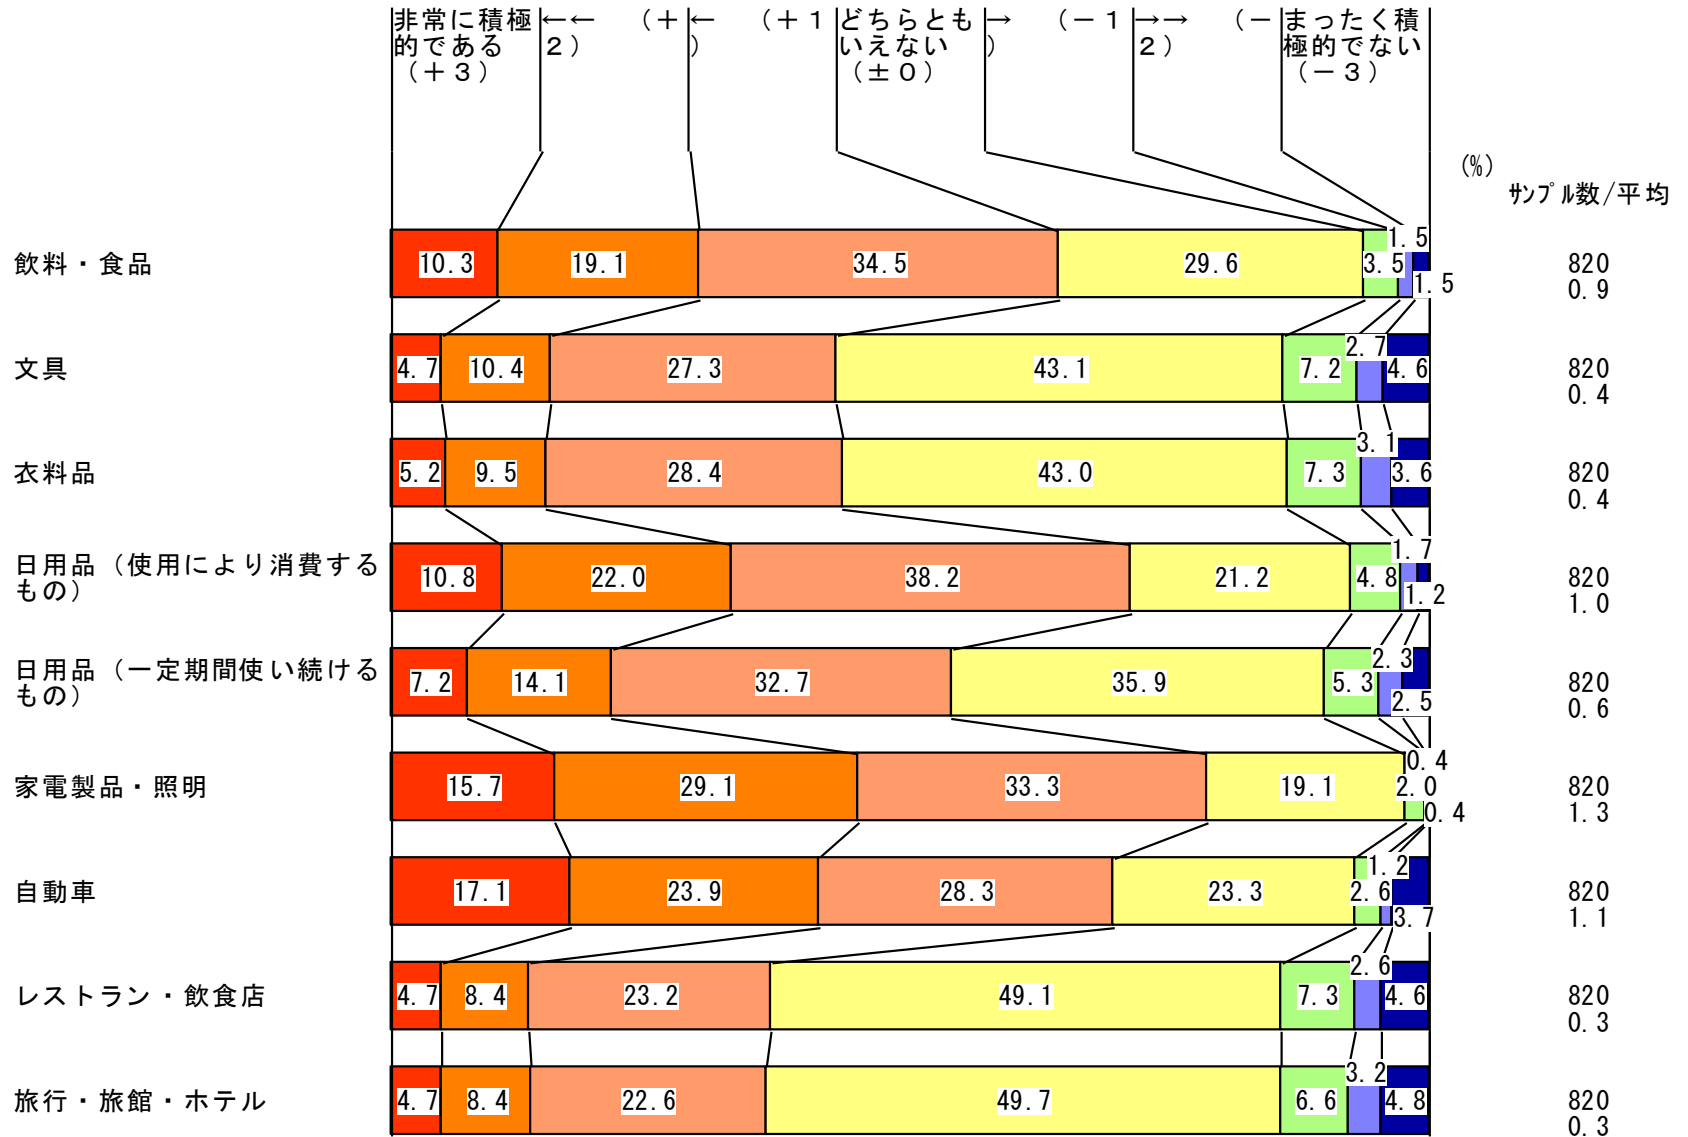 非常に積極
的である
（＋３）
←← （＋
２）
← （＋１
）
どちらとも
いえない
（±０）
→ （－１
）
→→ （－
２）
まったく積
極的でない
（－３）
(%)
ｻﾝﾌﾟﾙ数/平均
飲料・食品
10.3 19.1 34.5 29.6 3.5 1.5 1.5
820
0.9
文具
4.7 10.4 27.3 43.1 7.2 2.7 4.6
820
0.4
衣料品
5.2 9.5 28.4 43.0 7.3 3.1 3.6
820
0.4
日用品（使用により消費する
もの）
10.8 22.0 38.2 21.2 4.8 1.7 1.2
820
1.0
日用品（一定期間使い続ける
もの）
7.2 14.1 32.7 35.9 5.3 2.3 2.5
820
0.6
家電製品・照明
15.7 29.1 33.3 19.1 2.0 0.4 0.4
820
1.3
自動車
17.1 23.9 28.3 23.3 2.6 1.2 3.7
820
1.1
レストラン・飲食店
4.7 8.4 23.2 49.1 7.3 2.6 4.6
820
0.3
旅行・旅館・ホテル
4.7 8.4 22.6 49.7 6.6 3.2 4.8
820
0.3